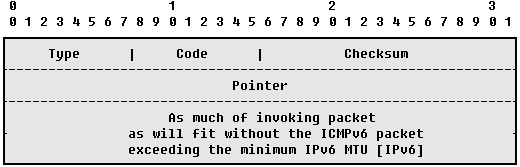 0 1 2 3
0 1 2 3 4 5 6 7 8 9 0 1 2 3 4 5 6 7 8 9 0 1 2 3 4 5 6 7 8 9 0 1
Type | Code | Checksum
Pointer
As much of invoking packet
as will fit without the ICMPv6 packet
exceeding the minimum IPv6 MTU [IPv6]